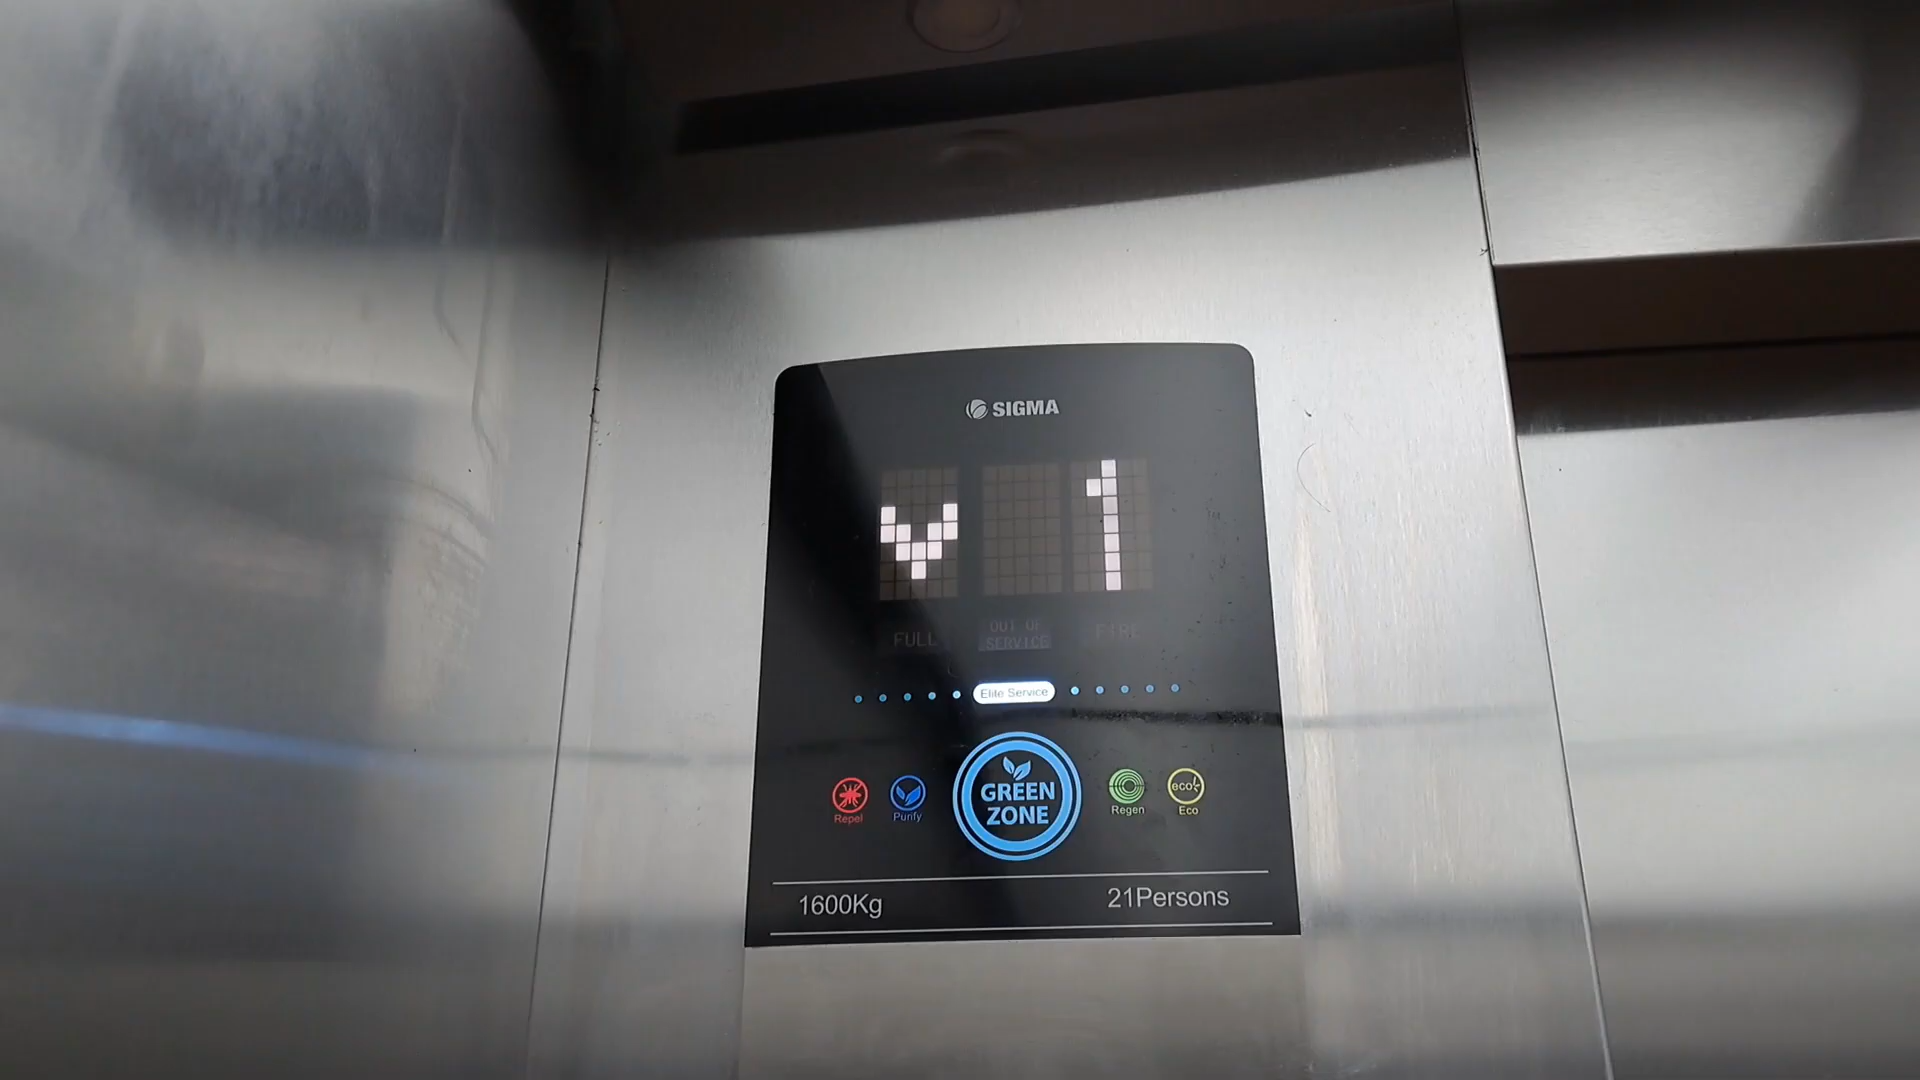 SIGMA
1
FULL
OUT OF
SERVICE
FIRE
Elite Service
GREEN
ZONE
Repel
Purify
eco
Regen
Eco
1600Kg
21Persons